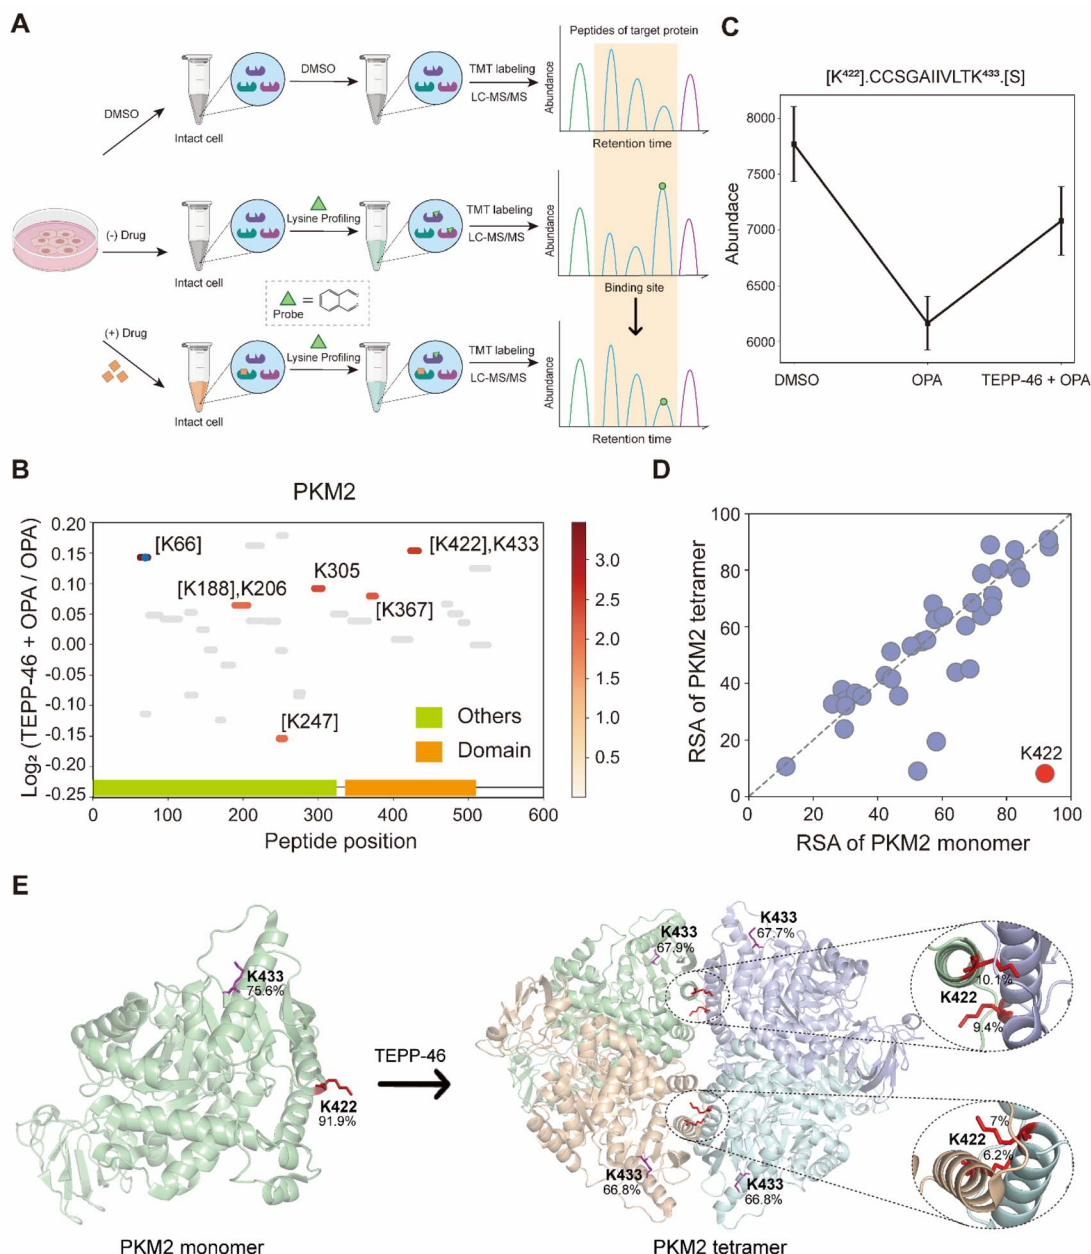 A
DMSO
Intact cell
DMSO
TMT labeling
LC-MS/MS
Peptides of target protein
Abundance
Retention time
(-) Drug
Intact cell
Lysine Profiling
TMT labeling
LC-MS/MS
Abundance
Binding site
Probe
=
(+) Drug
Intact cell
Lysine Profiling
TMT labeling
LC-MS/MS
Abundance
Retention time
C
[K⁴²²].CCSGAIIVLTK⁴³³.[S]
Abundace
8000
7500
7000
6500
6000
DMSO
OPA
TEPP-46 + OPA
B
PKM2
Log₂ (TEPP-46 + OPA / OPA)
0.20
0.15
0.10
0.05
0.00
-0.05
-0.10
-0.15
-0.20
-0.25
[K66]
[K188],K206
K305
[K367]
[K422],K433
[K247]
Others
Domain
0
100
200
300
400
500
600
Peptide position
3.0
2.5
2.0
1.5
1.0
0.5
D
RSA of PKM2 tetramer
100
80
60
40
20
0
K422
0
20
40
60
80
100
RSA of PKM2 monomer
E
K433
75.6%
K422
91.9%
PKM2 monomer
TEPP-46
K433
67.9%
K433
67.7%
K433
66.8%
K433
66.8%
10.1%
K422
9.4%
7%
K422
6.2%
PKM2 tetramer